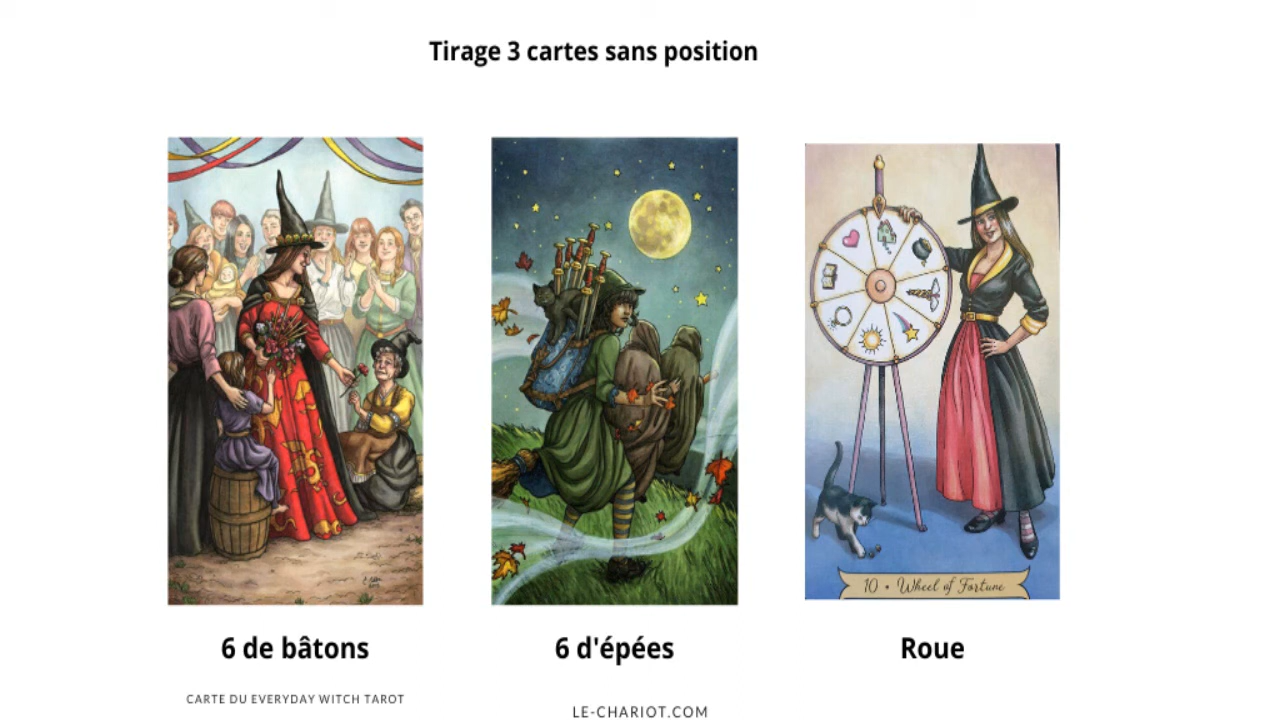 Tirage 3 cartes sans position
10 • Wheel of Fortune
6 de bâtons
6 d'épées
Roue
CARTE DU EVERYDAY WITCH TAROT
LE-CHARIOT.COM